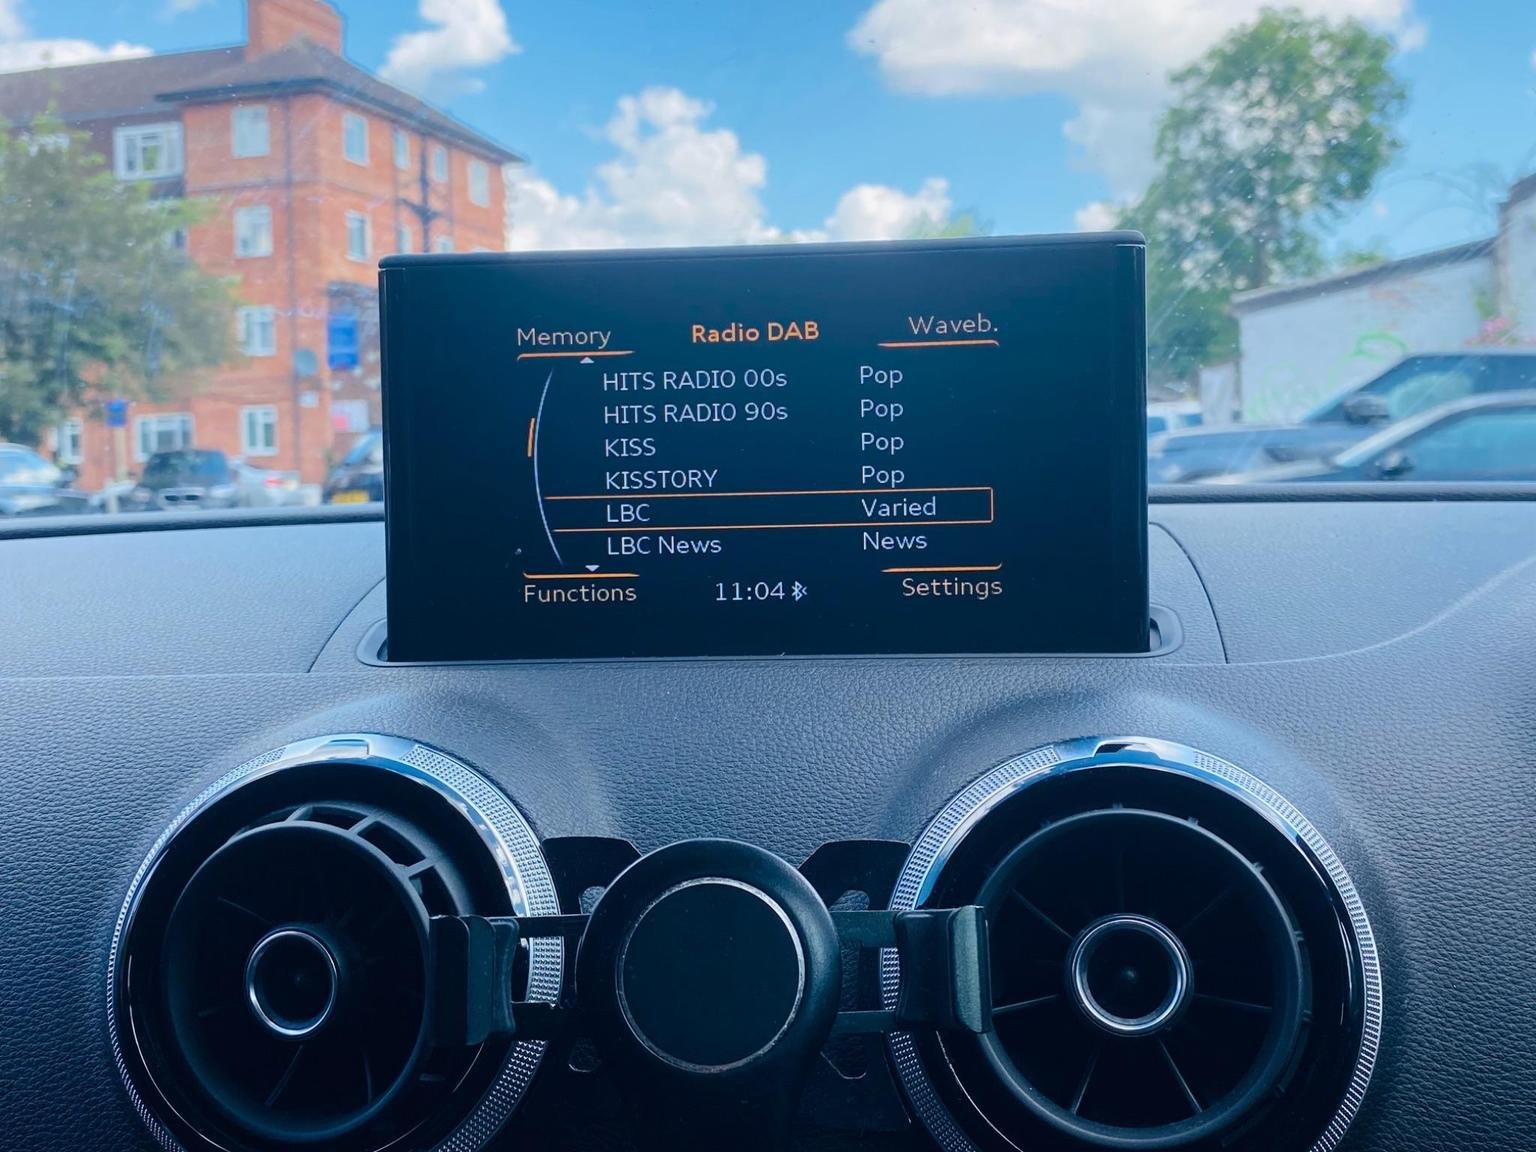 Memory Radio DAB Waveb.
HITS RADIO 00s Pop
HITS RADIO 90s Pop
KISS Pop
KISSTORY Pop
LBC Varied
LBC News News
Functions 11:04 Settings